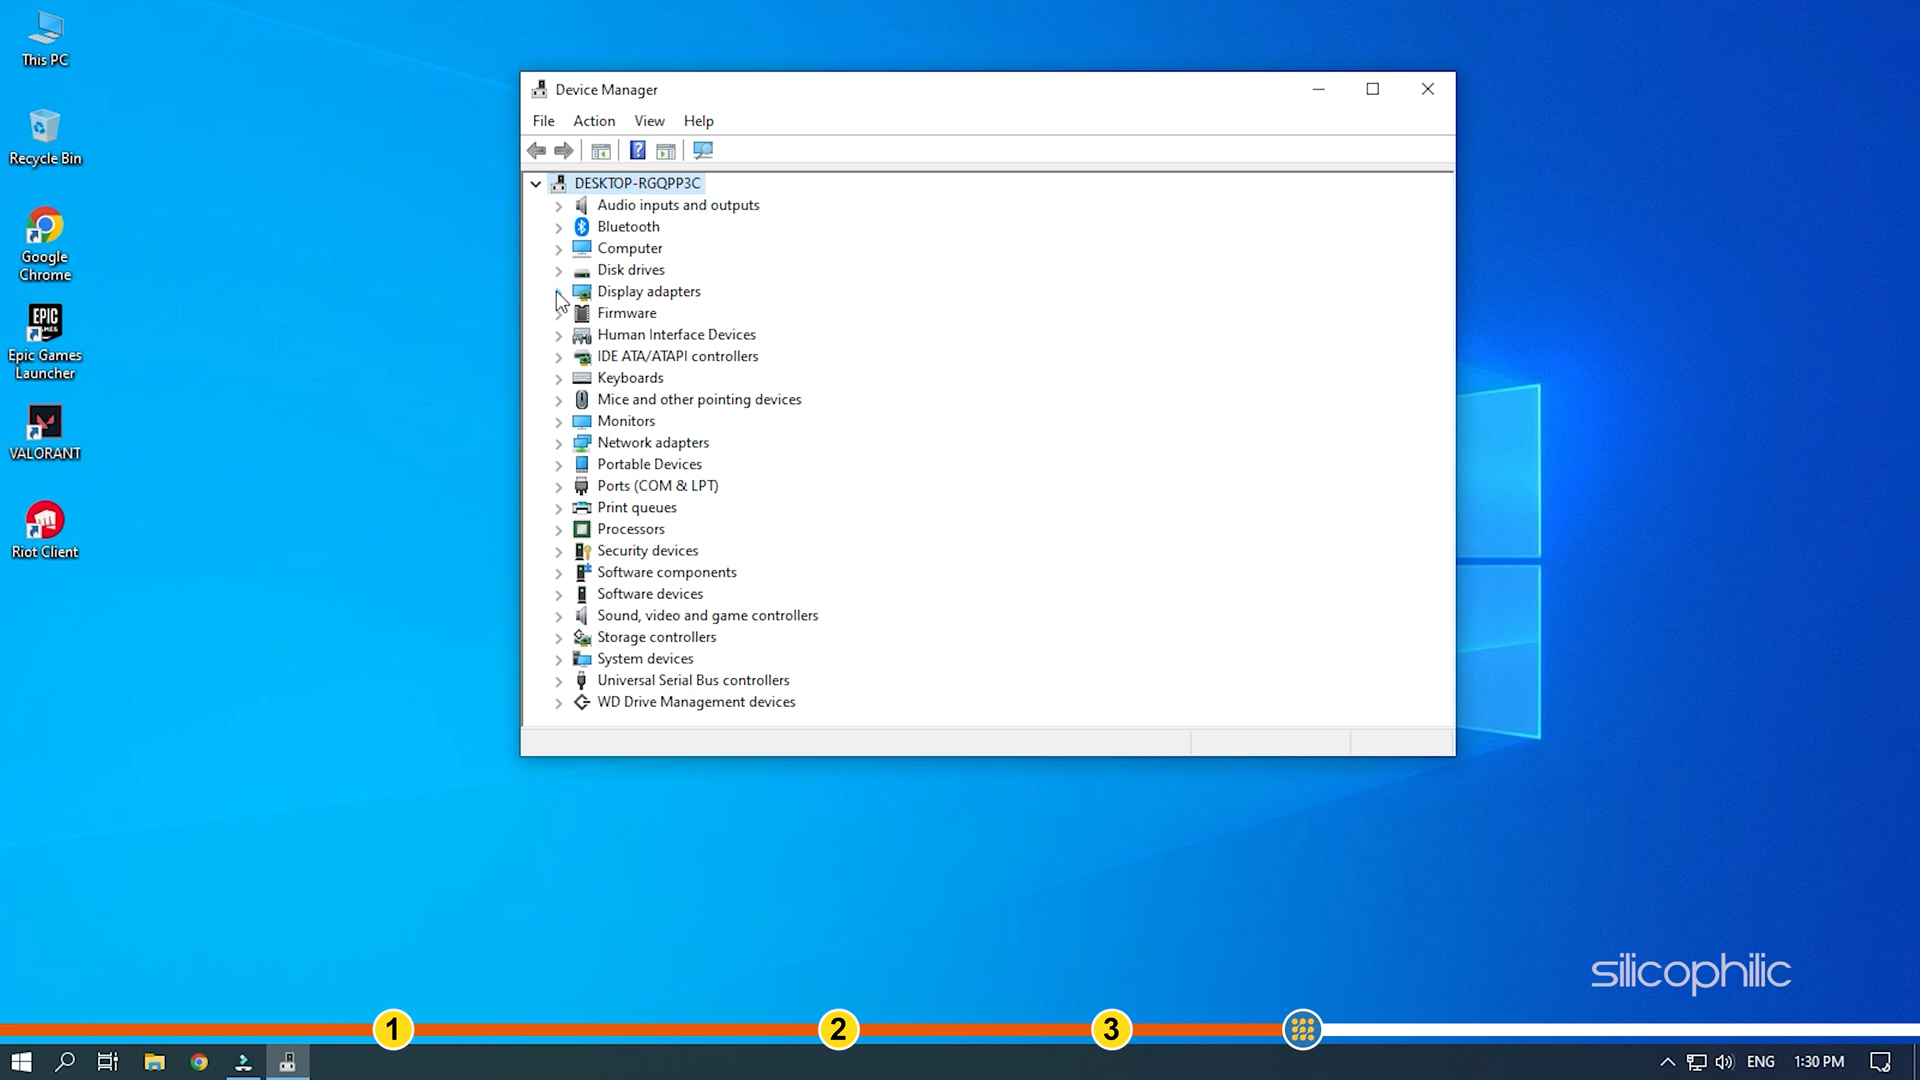 This PC
Recycle Bin
Google
Chrome
EPIC
GAMES
Epic Games
Launcher
VALORANT
Riot Client
Device Manager
File Action View Help
DESKTOP-RGQPP3C
Audio inputs and outputs
Bluetooth
Computer
Disk drives
Display adapters
Firmware
Human Interface Devices
IDE ATA/ATAPI controllers
Keyboards
Mice and other pointing devices
Monitors
Network adapters
Portable Devices
Ports (COM & LPT)
Print queues
Processors
Security devices
Software components
Software devices
Sound, video and game controllers
Storage controllers
System devices
Universal Serial Bus controllers
WD Drive Management devices
silicophilic
1 2 3
ENG 1:30 PM